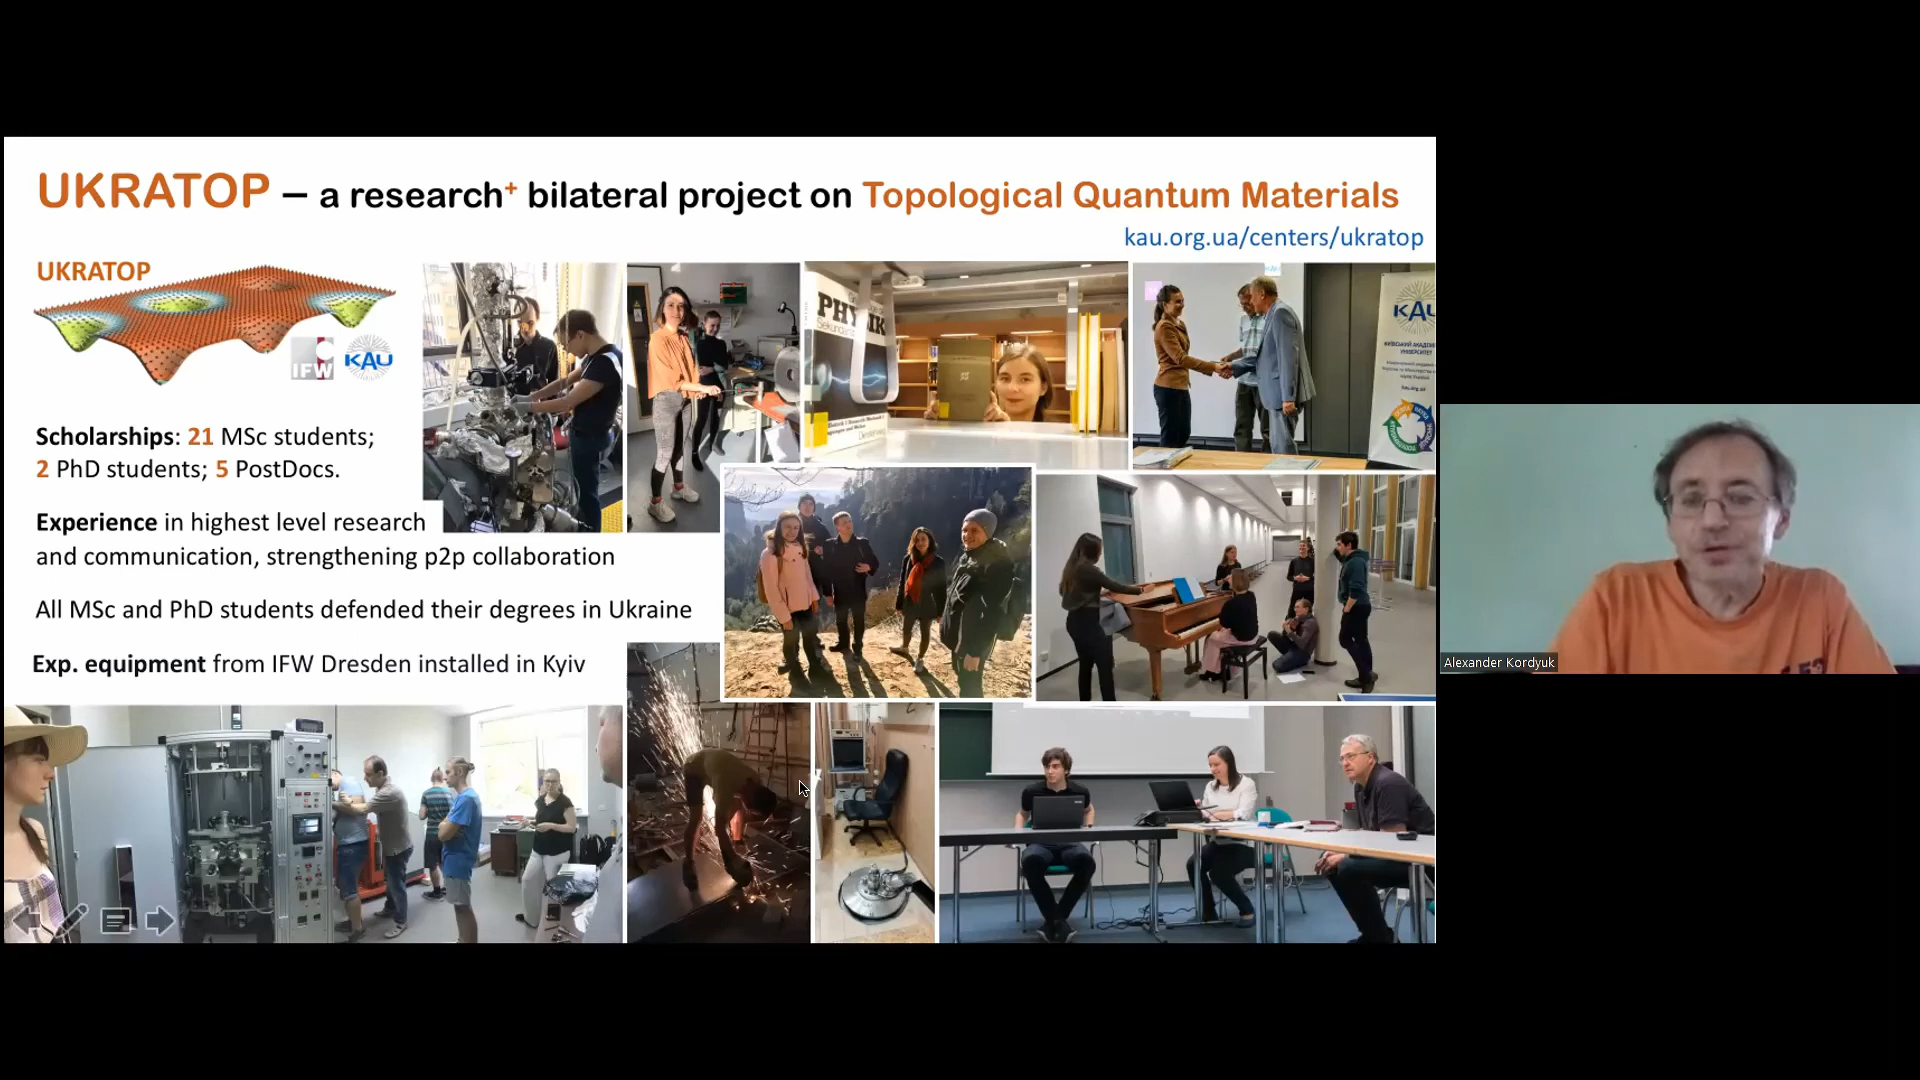 UKRATOP – a research⁺ bilateral project on Topological Quantum Materials
kau.org.ua/centers/ukratop
UKRATOP
IFW
KAU
Scholarships: 21 MSc students;
2 PhD students; 5 PostDocs.
Experience in highest level research
and communication, strengthening p2p collaboration
All MSc and PhD students defended their degrees in Ukraine
Exp. equipment from IFW Dresden installed in Kyiv
PHYSIK
KAU
Alexander Kordyuk